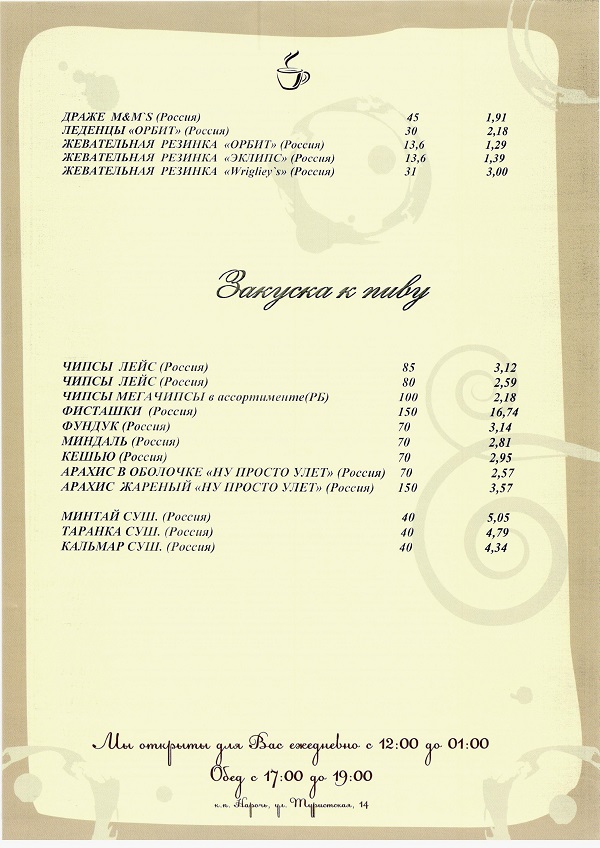 ДРАЖЕ M&M`S (Россия) 45 1,91
ЛЕДЕНЦЫ «ОРБИТ» (Россия) 30 2,18
ЖЕВАТЕЛЬНАЯ РЕЗИНКА «ОРБИТ» (Россия) 13,6 1,29
ЖЕВАТЕЛЬНАЯ РЕЗИНКА «ЭКЛИПС» (Россия) 13,6 1,39
ЖЕВАТЕЛЬНАЯ РЕЗИНКА «Wrigliey`s» (Россия) 31 3,00
Закуска к пиву
ЧИПСЫ ЛЕЙС (Россия) 85 3,12
ЧИПСЫ ЛЕЙС (Россия) 80 2,59
ЧИПСЫ МЕГАЧИПСЫ в ассортименте(РБ) 100 2,18
ФИСТАШКИ (Россия) 150 16,74
ФУНДУК (Россия) 70 3,14
МИНДАЛЬ (Россия) 70 2,81
КЕШЬЮ (Россия) 70 2,95
АРАХИС В ОБОЛОЧКЕ «НУ ПРОСТО УЛЕТ» (Россия) 70 2,57
АРАХИС ЖАРЕНЫЙ «НУ ПРОСТО УЛЕТ» (Россия) 150 3,57
МИНТАЙ СУШ. (Россия) 40 5,05
ТАРАНКА СУШ. (Россия) 40 4,79
КАЛЬМАР СУШ. (Россия) 40 4,34
Мы открыты для Вас ежедневно с 12:00 до 01:00
Обед с 17:00 до 19:00
к.п. Нарочь, ул. Туристская, 14